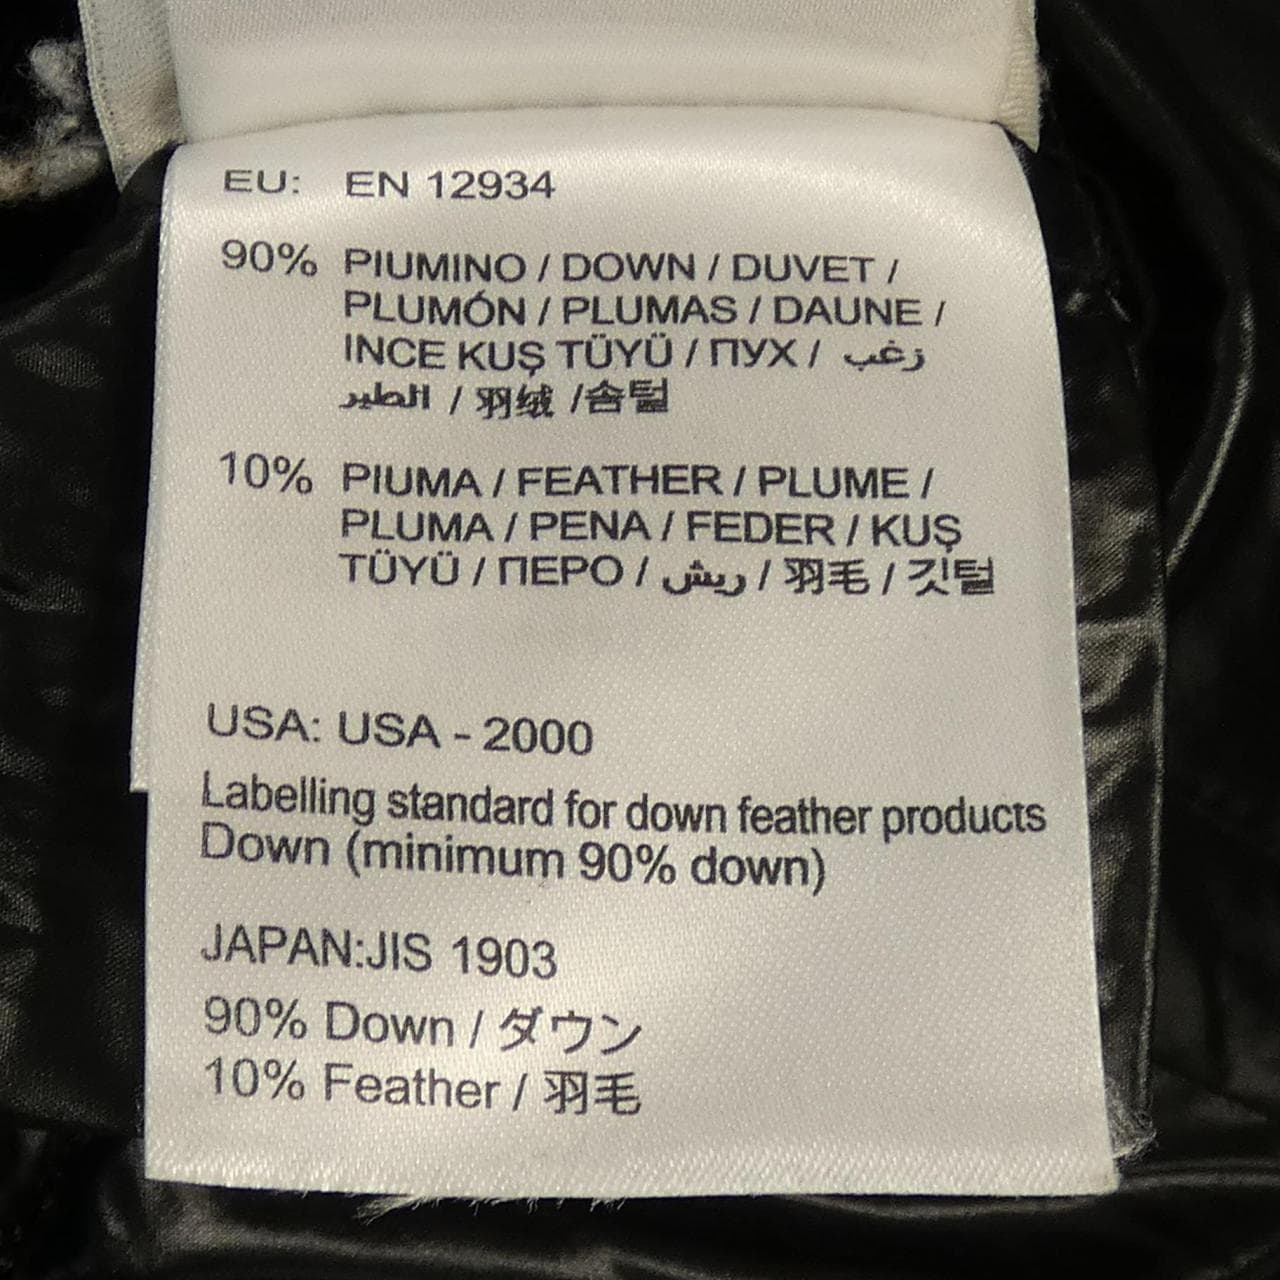 EU: EN 12934
90% PIUMINO / DOWN / DUVET /
PLUMÓN / PLUMAS / DAUNE /
INCE KUŞ TÜYÜ / ПУХ / زغب
الطير / 羽绒 /솜털
10% PIUMA / FEATHER / PLUME /
PLUMA / PENA / FEDER / KUŞ
TÜYÜ / ПЕРО / ريش / 羽毛 / 깃털
USA: USA - 2000
Labelling standard for down feather products
Down (minimum 90% down)
JAPAN:JIS 1903
90% Down / ダウン
10% Feather / 羽毛